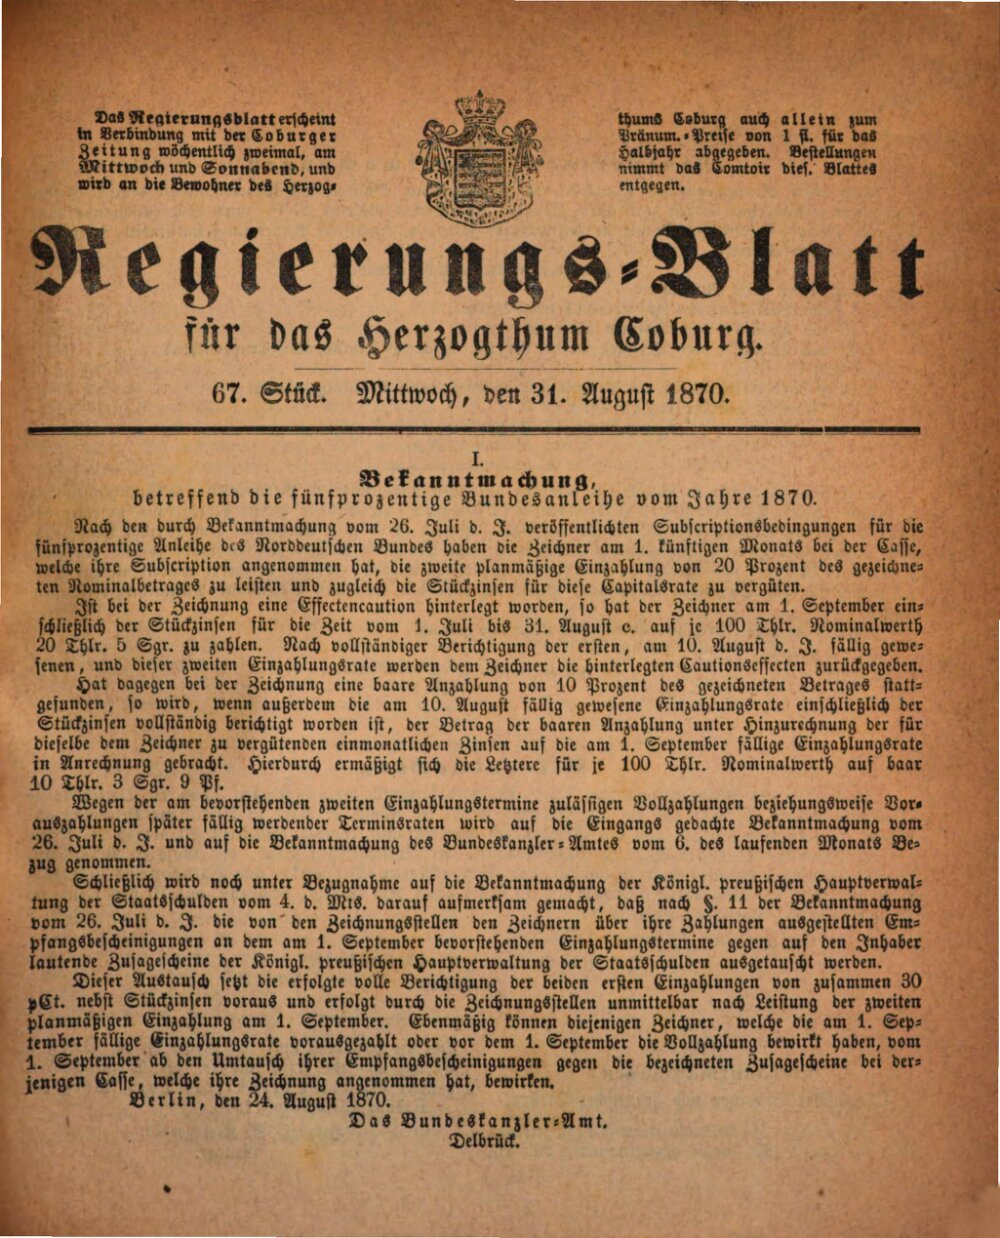 Das Regierungsblatt erscheint
in Verbindung mit der Coburger
Zeitung wöchentlich zweimal, am
Mittwoch und Sonnabend, und
wird an die Bewohner des Herzog-
thums Coburg auch allein zum
Pränum.-Preise von 1 fl. für das
Halbjahr abgegeben. Bestellungen
nimmt das Comtoir dies. Blattes
entgegen.
Regierungs-Blatt
für das Herzogthum Coburg.
67. Stück. Mittwoch, den 31. August 1870.
I.
Bekanntmachung,
betreffend die fünfprozentige Bundesanleihe vom Jahre 1870.
Nach den durch Bekanntmachung vom 26. Juli d. J. veröffentlichten Subscriptionsbedingungen für die
fünfprozentige Anleihe des Norddeutschen Bundes haben die Zeichner am 1. künftigen Monats bei der Casse,
welche ihre Subscription angenommen hat, die zweite planmäßige Einzahlung von 20 Prozent des gezeichne-
ten Nominalbetrages zu leisten und zugleich die Stückzinsen für diese Capitalsrate zu vergüten.
Ist bei der Zeichnung eine Effectencaution hinterlegt worden, so hat der Zeichner am 1. September ein-
schließlich der Stückzinsen für die Zeit vom 1. Juli bis 31. August c. auf je 100 Thlr. Nominalwerth
20 Thlr. 5 Sgr. zu zahlen. Nach vollständiger Berichtigung der ersten, am 10. August d. J. fällig gewe-
senen, und dieser zweiten Einzahlungsrate werden dem Zeichner die hinterlegten Cautionseffecten zurückgegeben.
Hat dagegen bei der Zeichnung eine baare Anzahlung von 10 Prozent des gezeichneten Betrages statt-
gefunden, so wird, wenn außerdem die am 10. August fällig gewesene Einzahlungsrate einschließlich der
Stückzinsen vollständig berichtigt worden ist, der Betrag der baaren Anzahlung unter Hinzurechnung der für
dieselbe dem Zeichner zu vergütenden einmonatlichen Zinsen auf die am 1. September fällige Einzahlungsrate
in Anrechnung gebracht. Hierdurch ermäßigt sich die Letztere für je 100 Thlr. Nominalwerth auf baar
10 Thlr. 3 Sgr. 9 Pf.
Wegen der am bevorstehenden zweiten Einzahlungstermine zulässigen Vollzahlungen beziehungsweise Vor-
auszahlungen später fällig werdender Terminsraten wird auf die Eingangs gedachte Bekanntmachung vom
26. Juli d. J. und auf die Bekanntmachung des Bundeskanzler-Amtes vom 6. des laufenden Monats Be-
zug genommen.
Schließlich wird noch unter Bezugnahme auf die Bekanntmachung der Königl. preußischen Hauptverwal-
tung der Staatsschulden vom 4. d. Mts. darauf aufmerksam gemacht, daß nach §. 11 der Bekanntmachung
vom 26. Juli d. J. die von den Zeichnungsstellen den Zeichnern über ihre Zahlungen ausgestellten Em-
pfangsbescheinigungen an dem am 1. September bevorstehenden Einzahlungstermine gegen auf den Inhaber
lautende Zusagescheine der Königl. preußischen Hauptverwaltung der Staatsschulden ausgetauscht werden.
Dieser Austausch setzt die erfolgte volle Berichtigung der beiden ersten Einzahlungen von zusammen 30
pCt. nebst Stückzinsen voraus und erfolgt durch die Zeichnungsstellen unmittelbar nach Leistung der zweiten
planmäßigen Einzahlung am 1. September. Ebenmäßig können diejenigen Zeichner, welche die am 1. Sep-
tember fällige Einzahlungsrate vorausgezahlt oder vor dem 1. September die Vollzahlung bewirkt haben, vom
1. September ab den Umtausch ihrer Empfangsbescheinigungen gegen die bezeichneten Zusagescheine bei der-
jenigen Casse, welche ihre Zeichnung angenommen hat, bewirken.
Berlin, den 24. August 1870.
Das Bundeskanzler-Amt.
Delbrück.